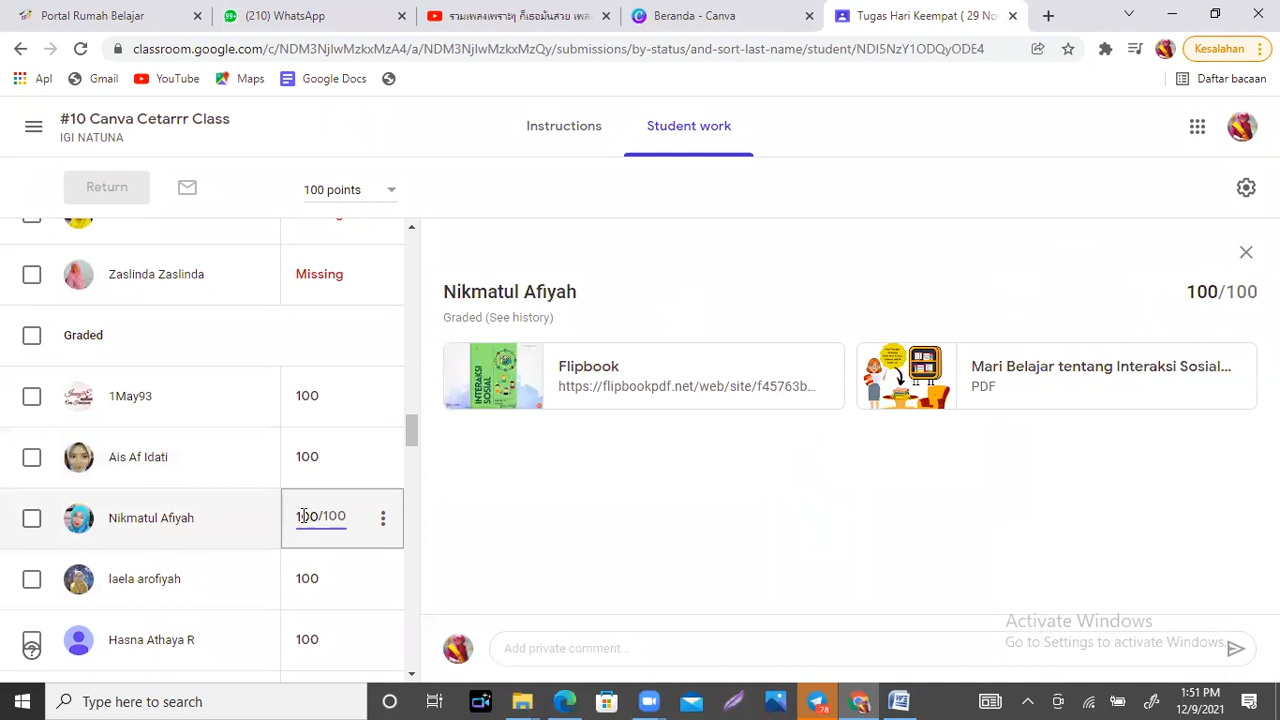 Portal Rumah Belajar
(210) WhatsApp
Beranda - Canva
Tugas Hari Keempat ( 29 No
classroom.google.com/c/NDM3NjIwMzkxMzA4/a/NDM3NjIwMzkxMzQy/submissions/by-status/and-sort-last-name/student/NDI5NzY1ODQyODE4
Kesalahan
Apl
Gmail
YouTube
Maps
Google Docs
Daftar bacaan
#10 Canva Cetarrr Class
IGI NATUNA
Instructions
Student work
Return
100 points
Zaslinda Zaslinda
Missing
Graded
1May93
100
Ais Af Idati
100
Nikmatul Afiyah
100/100
laela arofiyah
100
Hasna Athaya R
100
Nikmatul Afiyah
100/100
Graded (See history)
Flipbook
https://flipbookpdf.net/web/site/f45763b...
INTERAKSI SOSIAL
Mari Belajar tentang Interaksi Sosial...
PDF
Add private comment...
Activate Windows
Go to Settings to activate Windows.
Type here to search
78
1:51 PM
12/9/2021